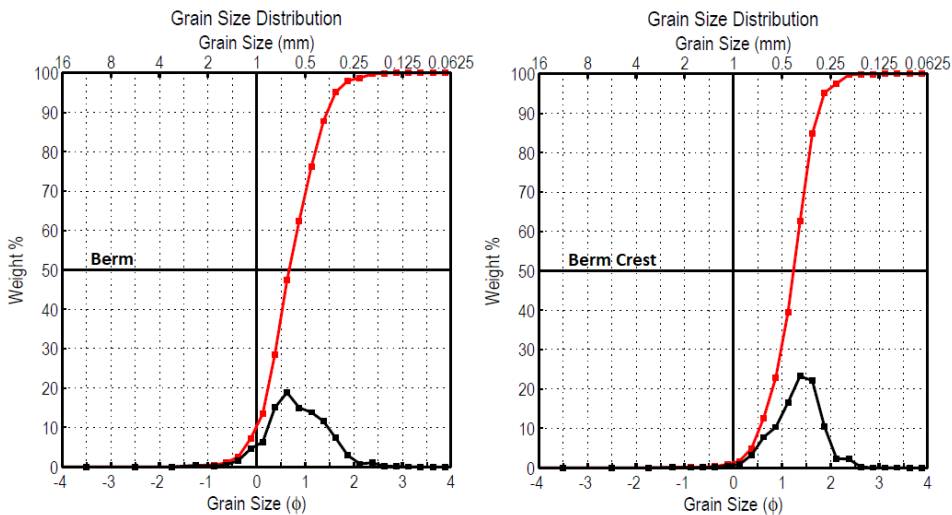 Grain Size Distribution
Grain Size (mm)
16 8 4 2 1 0.5 0.25 0.125 0.0625
100
90
80
70
60
50
40
30
20
10
0
Weight %
Berm
-4 -3 -2 -1 0 1 2 3 4
Grain Size (ϕ)
Grain Size Distribution
Grain Size (mm)
16 8 4 2 1 0.5 0.25 0.125 0.0625
100
90
80
70
60
50
40
30
20
10
0
Weight %
Berm Crest
-4 -3 -2 -1 0 1 2 3 4
Grain Size (ϕ)